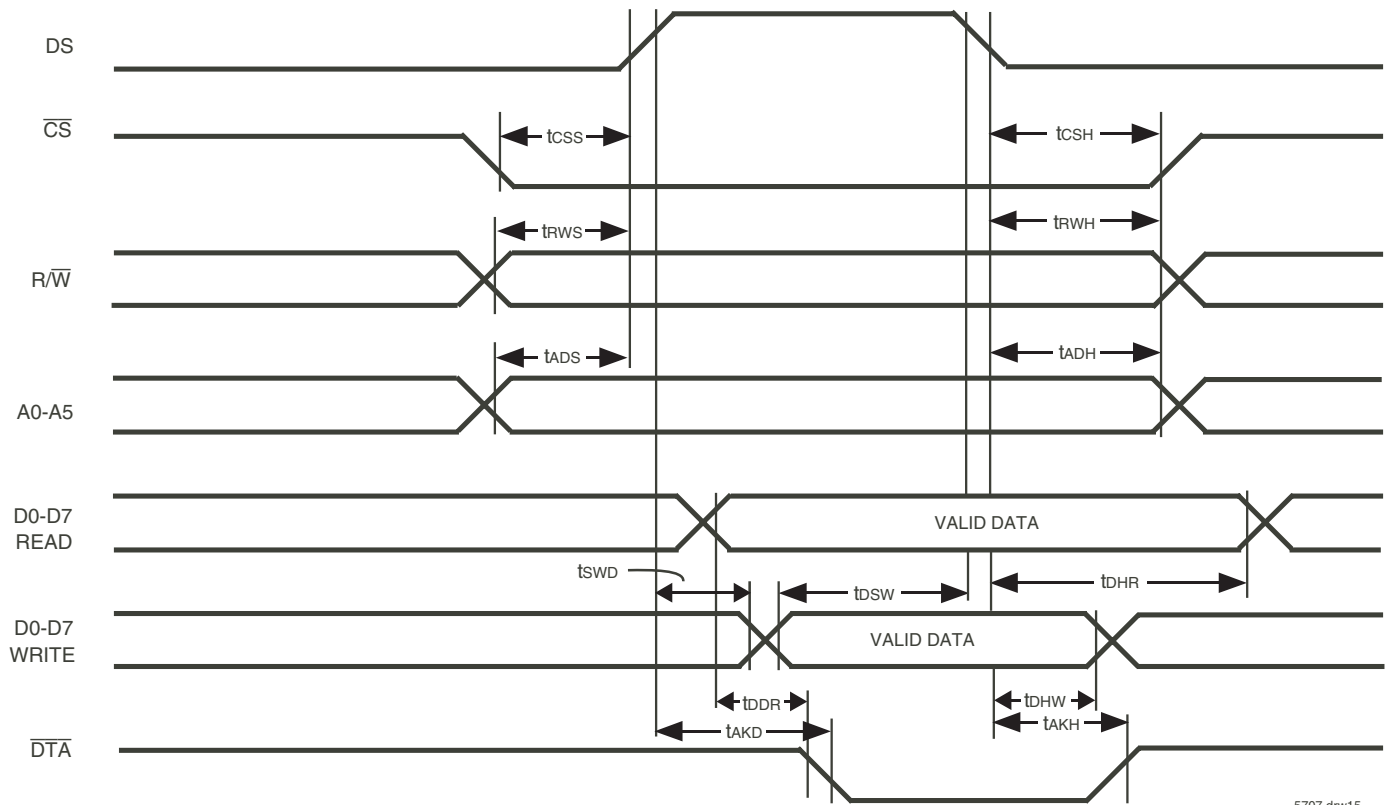 DS
CS
tCSS
tCSH
tRWS
tRWH
R/W
tADS
tADH
A0-A5
D0-D7
READ
VALID DATA
tSWD
tDSW
tDHR
D0-D7
WRITE
VALID DATA
tDDR
tDHW
tAKD
tAKH
DTA